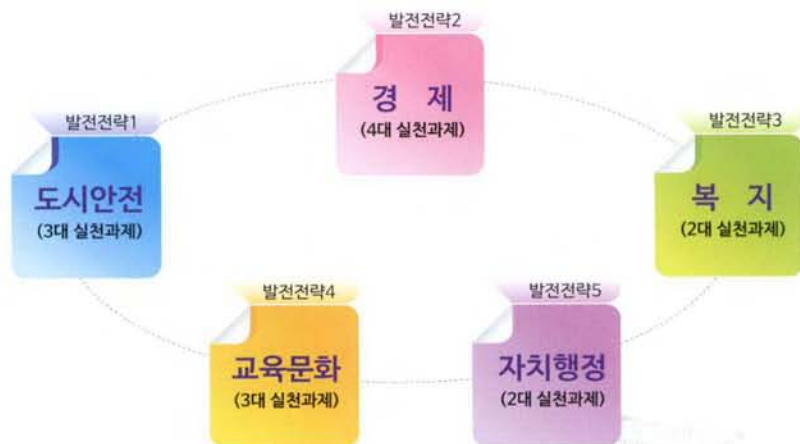 발전전략1
도시안전
(3대 실천과제)
발전전략2
경 제
(4대 실천과제)
발전전략3
복 지
(2대 실천과제)
발전전략4
교육문화
(3대 실천과제)
발전전략5
자치행정
(2대 실천과제)